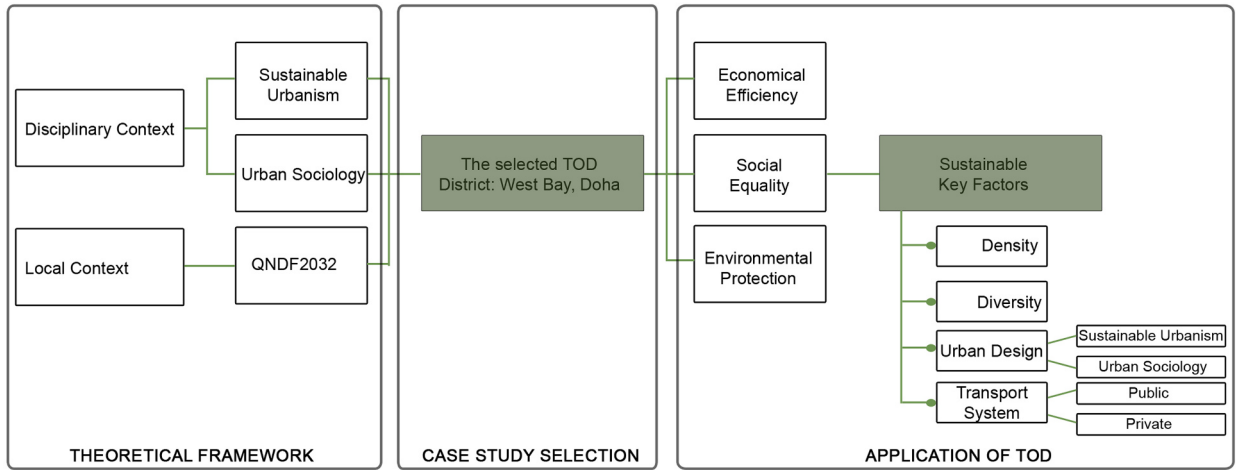 Disciplinary Context
Sustainable
Urbanism
Urban Sociology
Local Context
QNDF2032
THEORETICAL FRAMEWORK
The selected TOD
District: West Bay, Doha
CASE STUDY SELECTION
Economical
Efficiency
Social
Equality
Environmental
Protection
Sustainable
Key Factors
Density
Diversity
Urban Design
Sustainable Urbanism
Urban Sociology
Transport
System
Public
Private
APPLICATION OF TOD